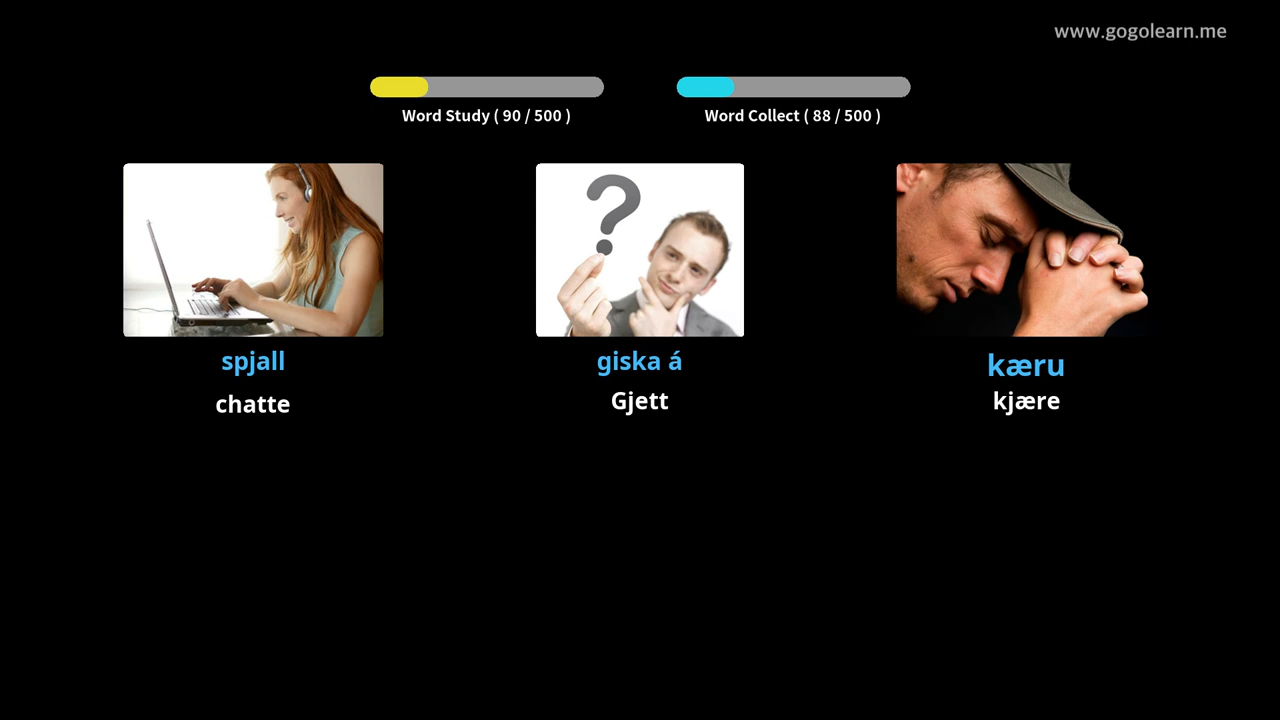 www.gogolearn.me
Word Study ( 90 / 500 )
Word Collect ( 88 / 500 )
spjall
chatte
giska á
Gjett
kæru
kjære